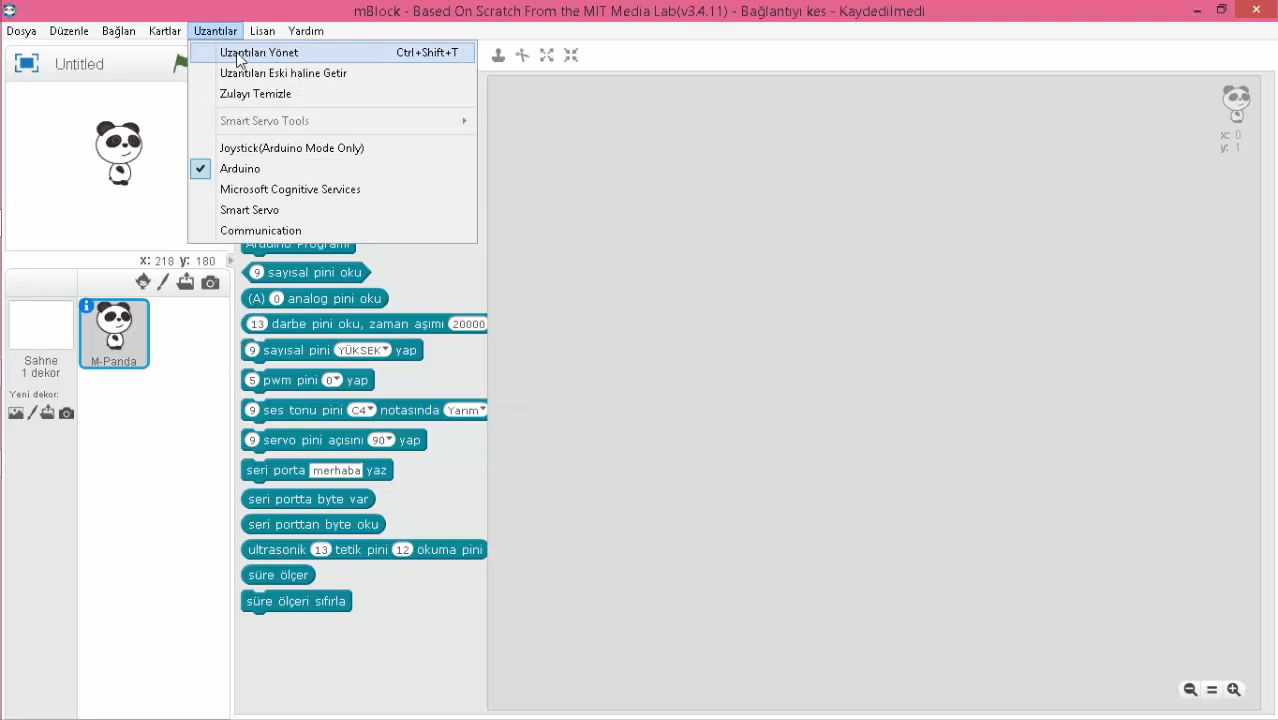 mBlock - Based On Scratch From the MIT Media Lab(v3.4.11) - Bağlantıyı kes - Kaydedilmedi
Dosya Düzenle Bağlan Kartlar Uzantılar Lisan Yardım
Untitled
Uzantıları Yönet Ctrl+Shift+T
Uzantıları Eski haline Getir
Zulayı Temizle
Smart Servo Tools
Joystick(Arduino Mode Only)
Arduino
Microsoft Cognitive Services
Smart Servo
Communication
x: 0
y: 1
x: 218 y: 180
Sahne
1 dekor
Yeni dekor:
M-Panda
Arduino Programı
9 sayısal pini oku
(A) 0 analog pini oku
13 darbe pini oku, zaman aşımı 20000
9 sayısal pini YÜKSEK yap
5 pwm pini 0 yap
9 ses tonu pini C4 notasında Yarım
9 servo pini açısını 90 yap
seri porta merhaba yaz
seri portta byte var
seri porttan byte oku
ultrasonik 13 tetik pini 12 okuma pini
süre ölçer
süre ölçeri sıfırla